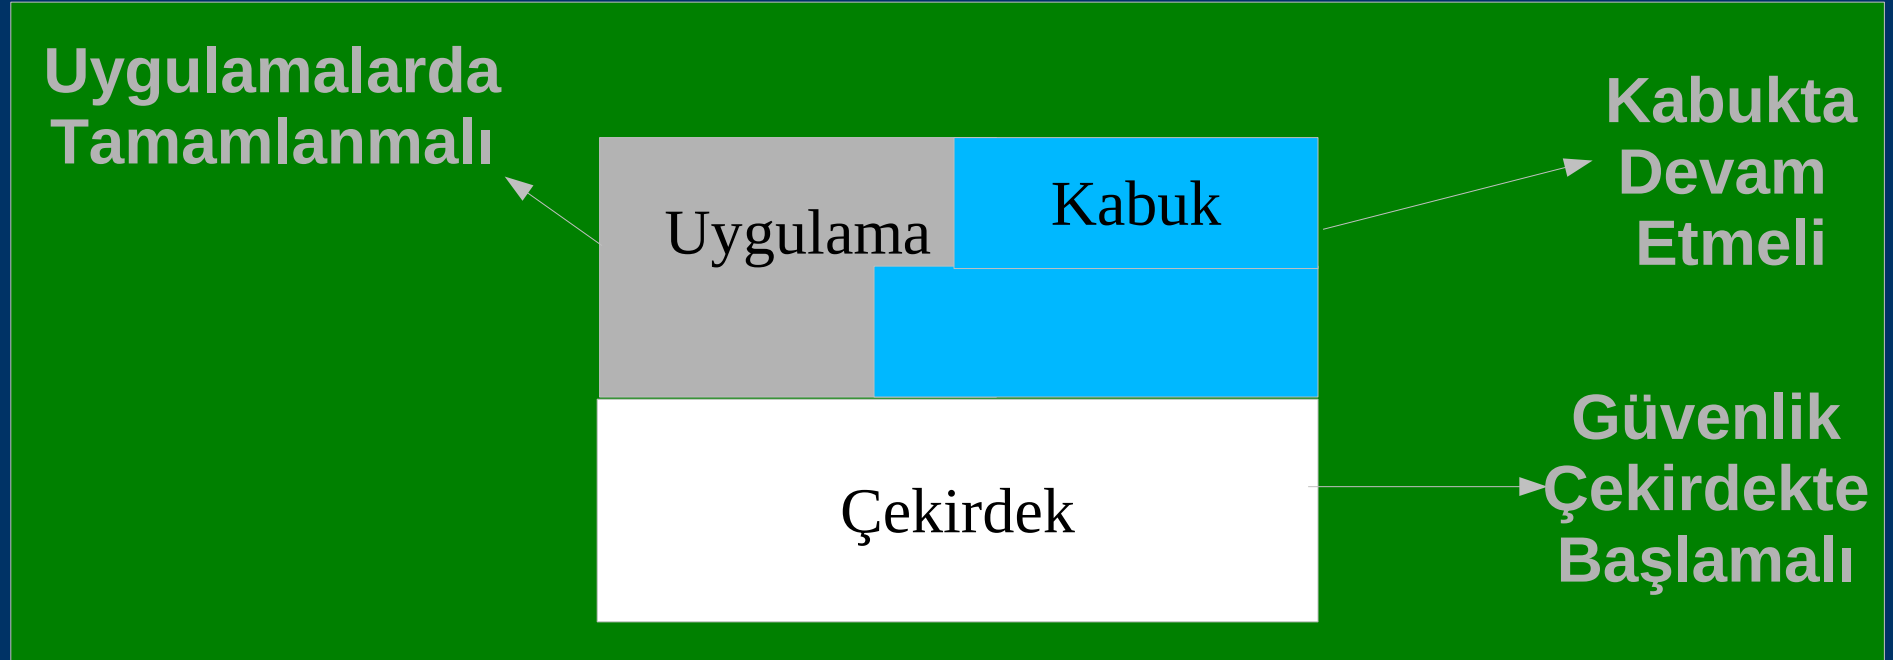 Uygulamalarda
Tamamlanmalı
Kabukta
Devam
Etmeli
Uygulama
Kabuk
Güvenlik
Çekirdekte
Başlamalı
Çekirdek